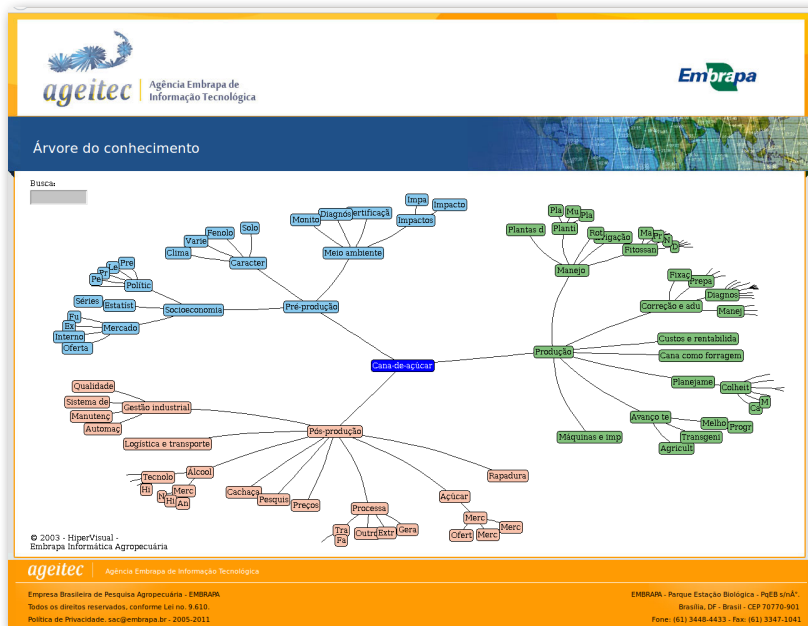 ageitec
Agência Embrapa de
Informação Tecnológica
Embrapa
Árvore do conhecimento
Busca:
Impa
Impacto
Diagnós
ertificaçã
Monito
Impactos
Meio ambiente
Solo
Fenolo
Varie
Clima
Caracter
Pre
Le
Pr
Pe
Polític
Séries
Estatist
Socioeconomia
Fu
Ex
Mercado
Interno
Oferta
Pré-produção
Cana-de-açúcar
Pla
Mu
Pla
Plantas d
Planti
Rot
rigação
Ma
Pr
N
D
Fitossan
Manejo
Fixaç
Prepa
Diagnos
Correção e adu
Manej
Custos e rentabilida
Produção
Cana como forragem
Planejame
Colheit
M
Ca
Avanço te
Melho
Progr
Transgeni
Agricult
Máquinas e imp
Qualidade
Sistema de
Gestão industrial
Manutenç
Automaç
Pós-produção
Logística e transporte
Tecnolo
Alcool
Hi
Merc
N
Hi
An
Cachaça
Pesquis
Preços
Processa
Tra
Fa
Outro
Extr
Gera
Açúcar
Merc
Ofert
Merc
Merc
Rapadura
© 2003 - HiperVisual -
Embrapa Informática Agropecuária
ageitec
Agência Embrapa de Informação Tecnológica
Empresa Brasileira de Pesquisa Agropecuária - EMBRAPA
Todos os direitos reservados, conforme Lei no. 9.610.
Política de Privacidade. sac@embrapa.br - 2005-2011
EMBRAPA - Parque Estação Biológica - PqEB s/nÂº.
Brasília, DF - Brasil - CEP 70770-901
Fone: (61) 3448-4433 - Fax: (61) 3347-1041